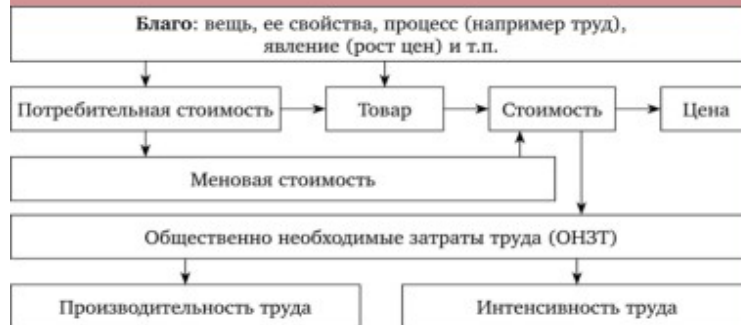 Благо: вещь, ее свойства, процесс (например труд),
явление (рост цен) и т.п.
Потребительная стоимость
Товар
Стоимость
Цена
Меновая стоимость
Общественно необходимые затраты труда (ОНЗТ)
Производительность труда
Интенсивность труда